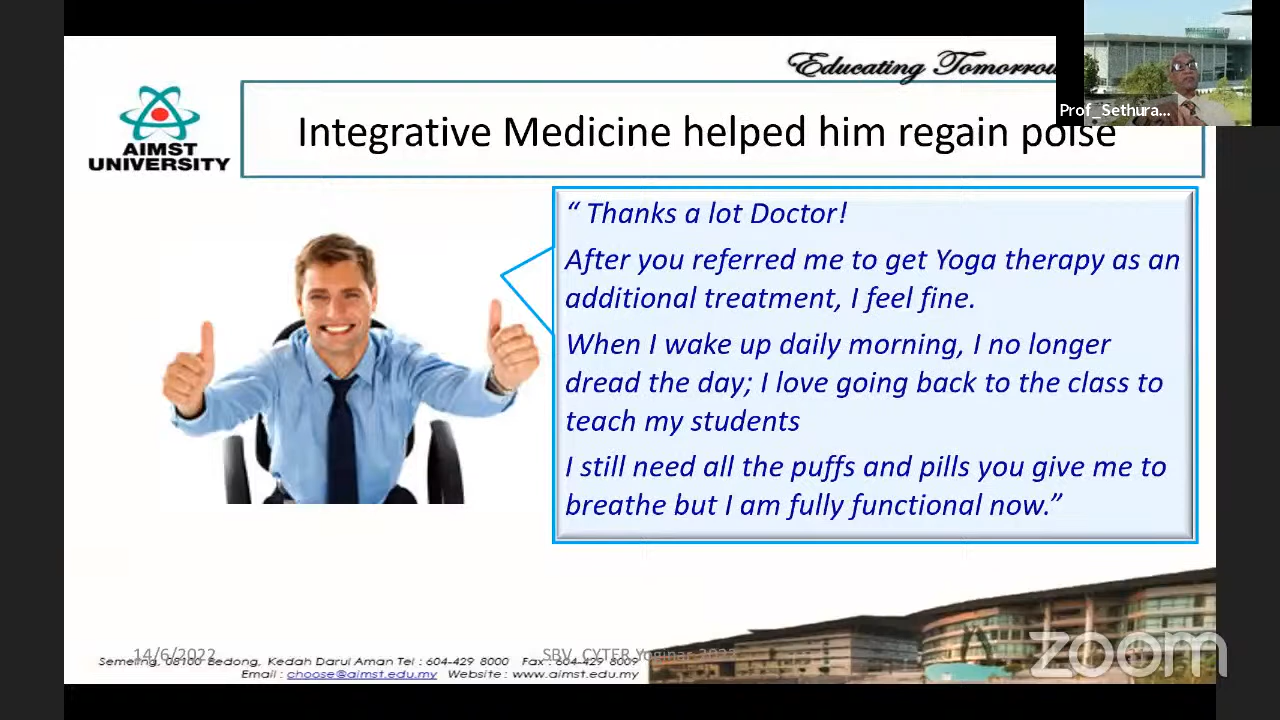 Educating Tomorrow
Prof_Sethura...
AIMST
UNIVERSITY
Integrative Medicine helped him regain poise
“ Thanks a lot Doctor!
After you referred me to get Yoga therapy as an
additional treatment, I feel fine.
When I wake up daily morning, I no longer
dread the day; I love going back to the class to
teach my students
I still need all the puffs and pills you give me to
breathe but I am fully functional now.”
14/6/2022
SBV, CYTER Yoginar 2022
Semeling, 08100 Bedong, Kedah Darul Aman Tel : 604-429 8000 Fax : 604-429 8009
Email : choose@aimst.edu.my Website : www.aimst.edu.my
zoom